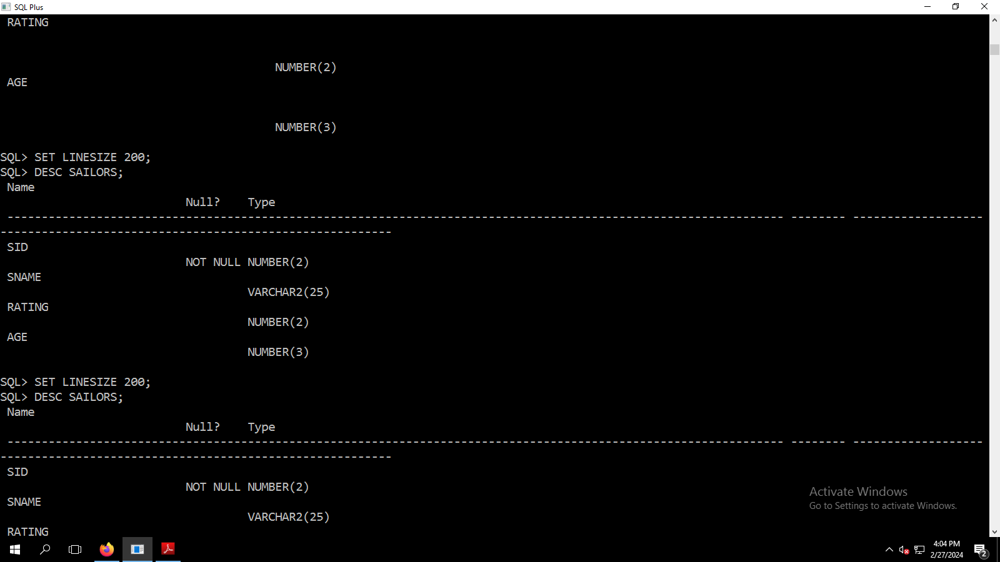 SQL Plus
RATING
NUMBER(2)
AGE
NUMBER(3)
SQL> SET LINESIZE 200;
SQL> DESC SAILORS;
Name
Null? Type
----------------------------------------------------------------------------------------------------------------- -------- -------------------
---------------------------------------------------------
SID
NOT NULL NUMBER(2)
SNAME
VARCHAR2(25)
RATING
NUMBER(2)
AGE
NUMBER(3)
SQL> SET LINESIZE 200;
SQL> DESC SAILORS;
Name
Null? Type
----------------------------------------------------------------------------------------------------------------- -------- -------------------
---------------------------------------------------------
SID
NOT NULL NUMBER(2)
SNAME
VARCHAR2(25)
RATING
Activate Windows
Go to Settings to activate Windows.
4:04 PM
2/27/2024
2